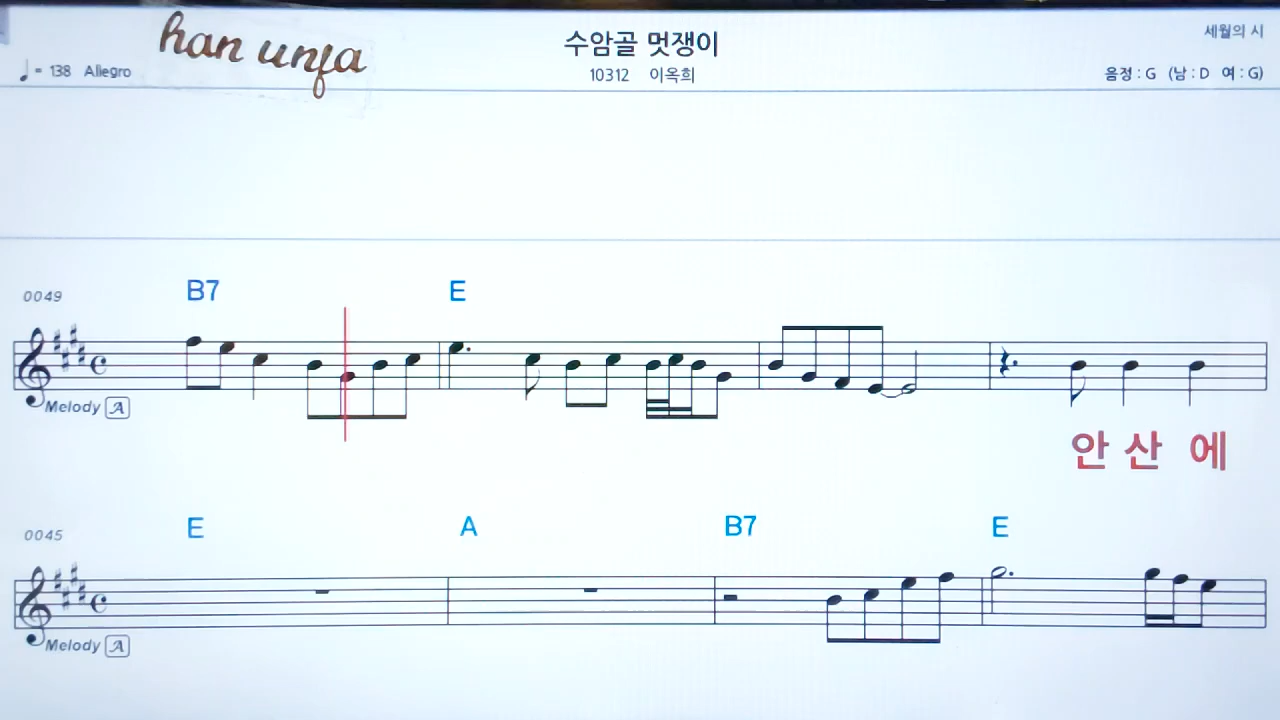 han unja
수암골 멋쟁이
세월의 시
♩= 138 Allegro
10312 이옥희
음정 : G (남 : D 여 : G)
B7 E
0049
Melody A
안 산 에
E A B7 E
0045
Melody A